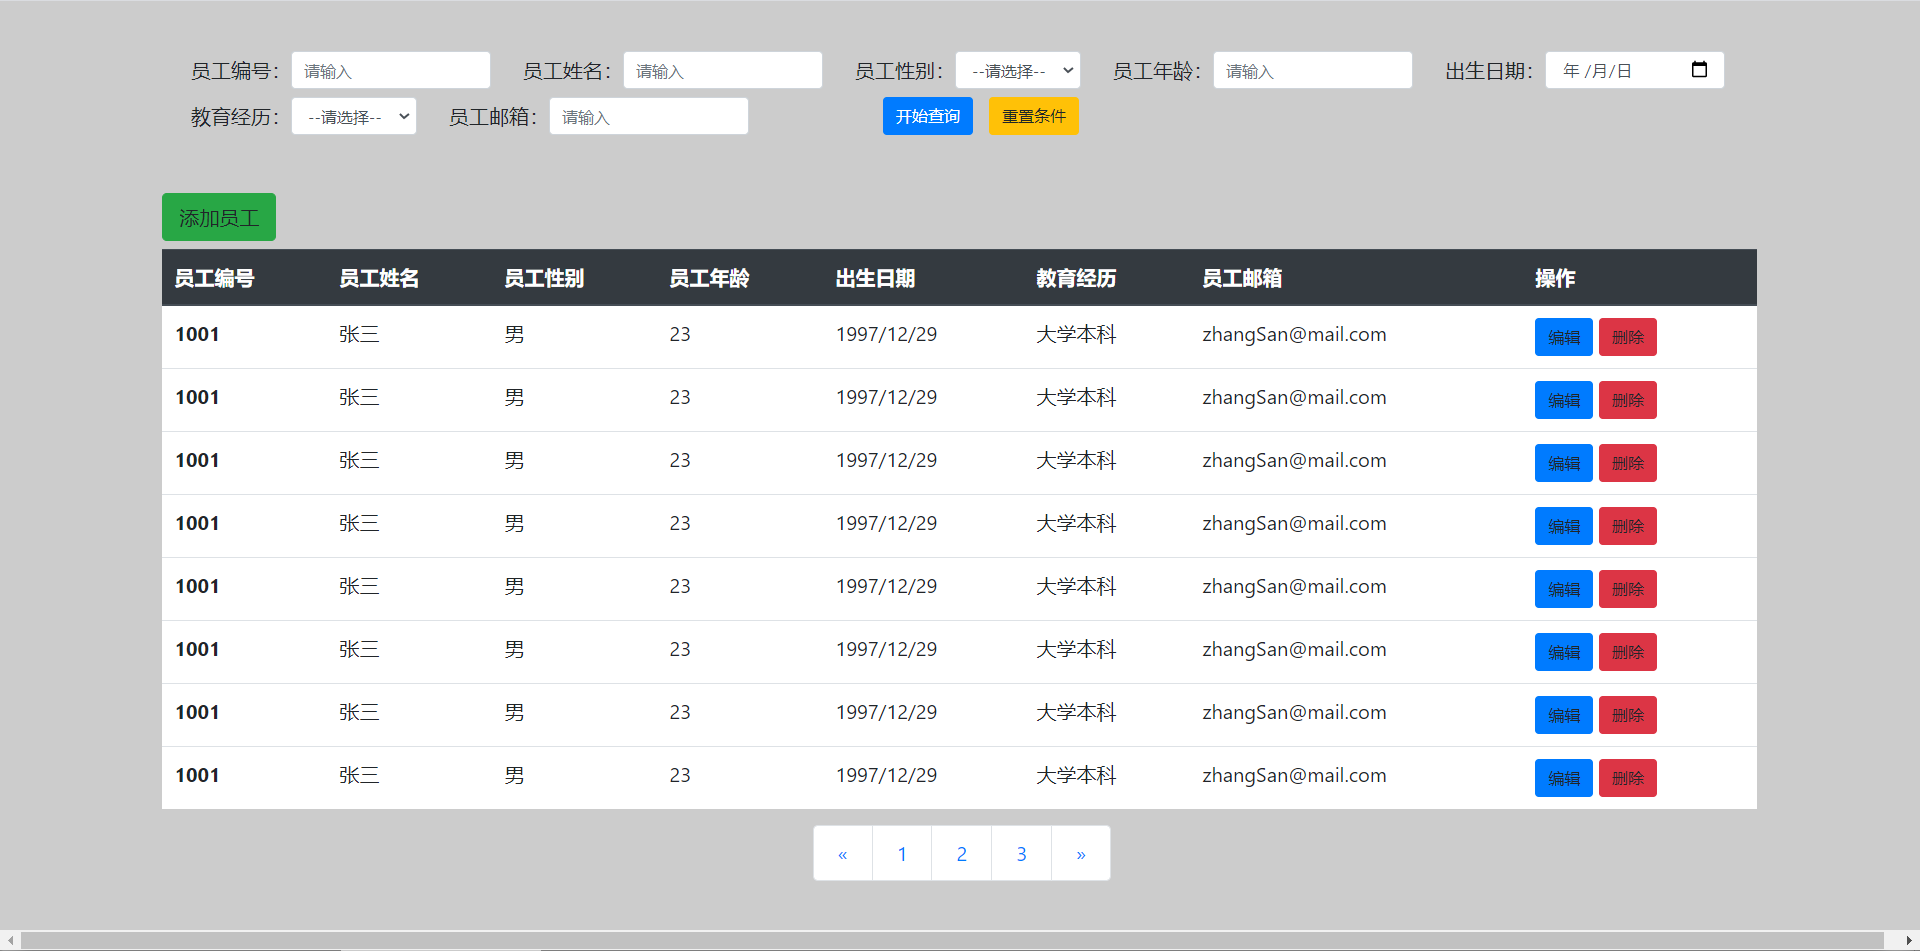 员工编号： 请输入 员工姓名： 请输入 员工性别： --请选择-- 员工年龄： 请输入 出生日期： 年 /月/日
教育经历： --请选择-- 员工邮箱： 请输入 开始查询 重置条件
添加员工
员工编号 员工姓名 员工性别 员工年龄 出生日期 教育经历 员工邮箱 操作
1001 张三 男 23 1997/12/29 大学本科 zhangSan@mail.com 编辑 删除
1001 张三 男 23 1997/12/29 大学本科 zhangSan@mail.com 编辑 删除
1001 张三 男 23 1997/12/29 大学本科 zhangSan@mail.com 编辑 删除
1001 张三 男 23 1997/12/29 大学本科 zhangSan@mail.com 编辑 删除
1001 张三 男 23 1997/12/29 大学本科 zhangSan@mail.com 编辑 删除
1001 张三 男 23 1997/12/29 大学本科 zhangSan@mail.com 编辑 删除
1001 张三 男 23 1997/12/29 大学本科 zhangSan@mail.com 编辑 删除
1001 张三 男 23 1997/12/29 大学本科 zhangSan@mail.com 编辑 删除
« 1 2 3 »